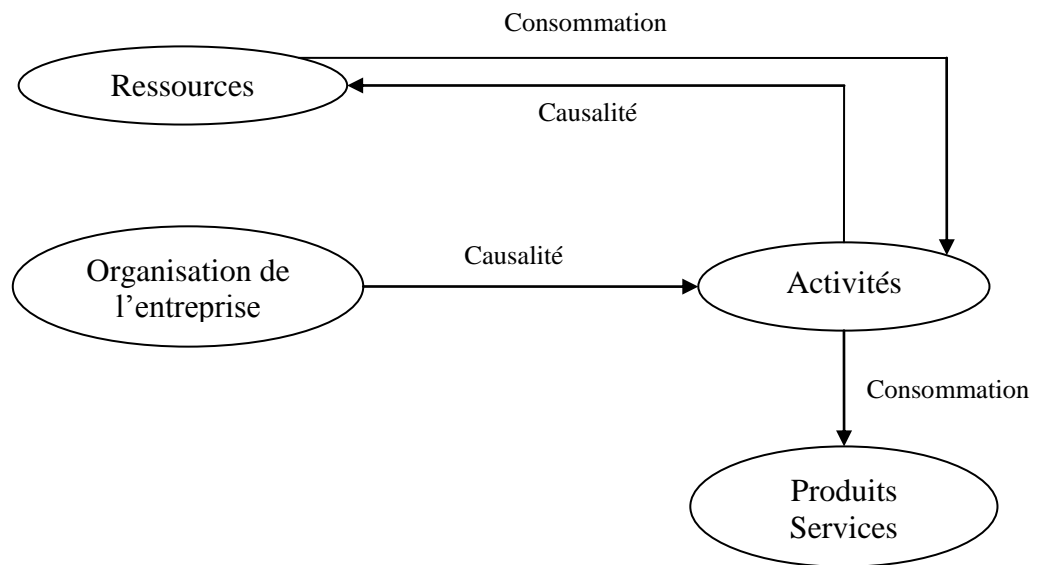 Consommation
Ressources
Causalité
Organisation de
l’entreprise
Causalité
Activités
Consommation
Produits
Services